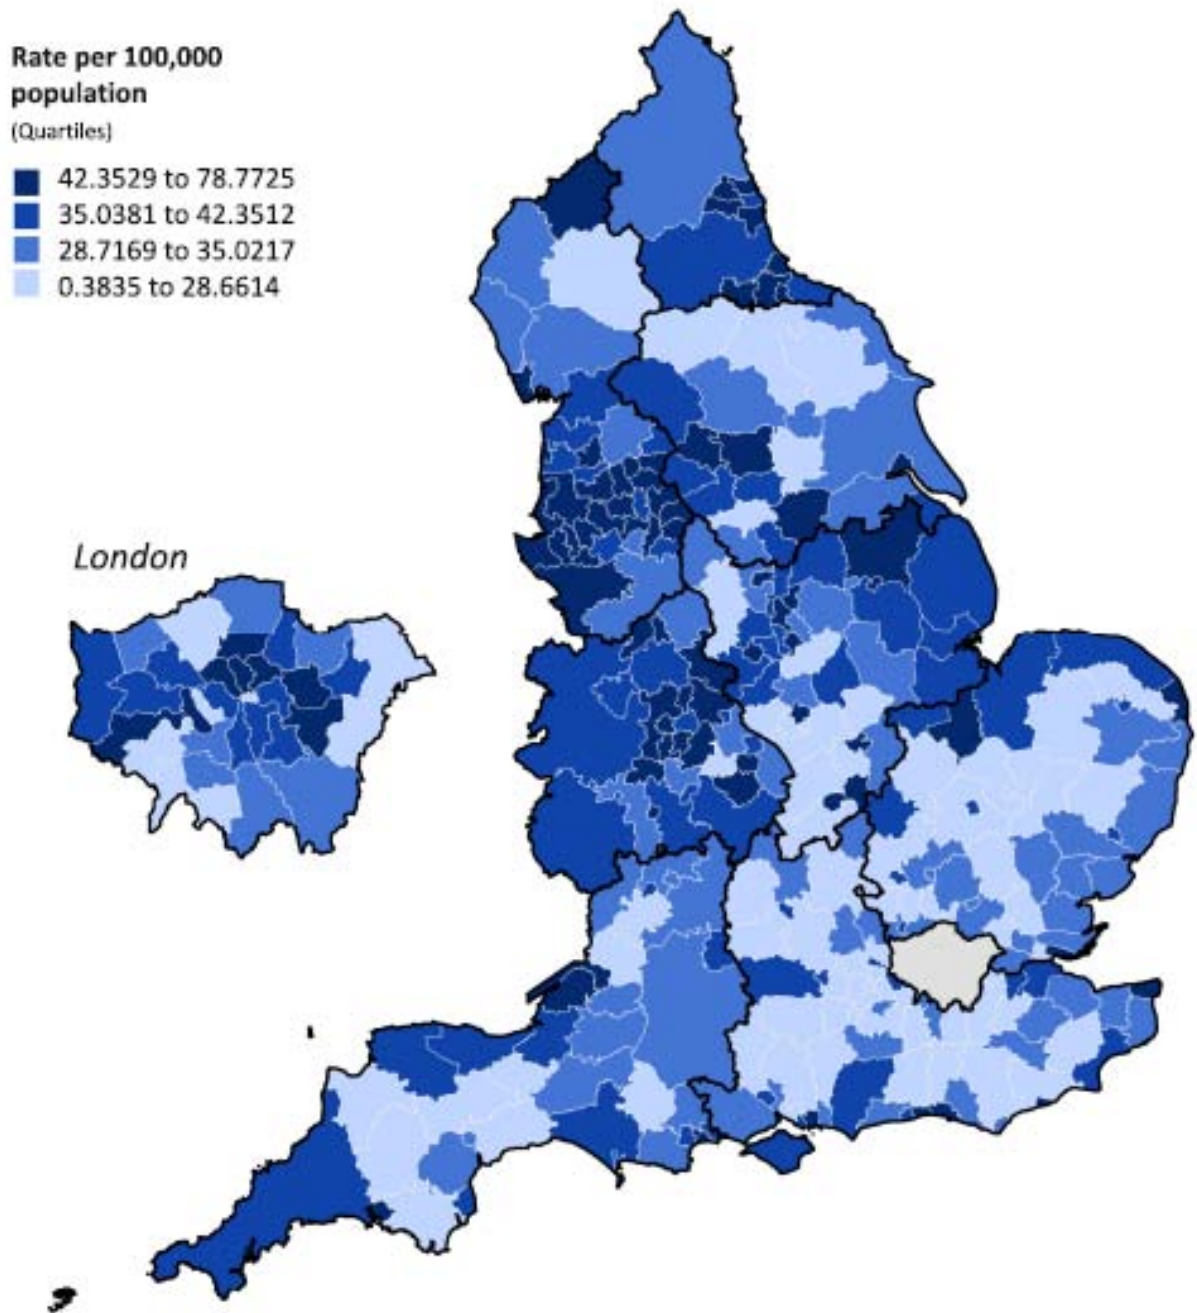 Rate per 100,000
population
(Quartiles)
42.3529 to 78.7725
35.0381 to 42.3512
28.7169 to 35.0217
0.3835 to 28.6614
London